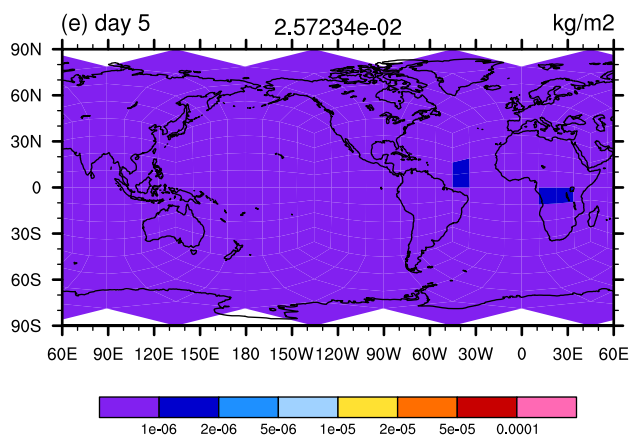 (e) day 5 2.57234e-02 kg/m2
90N
60N
30N
0
30S
60S
90S
60E 90E 120E 150E 180 150W 120W 90W 60W 30W 0 30E 60E
1e-06 2e-06 5e-06 1e-05 2e-05 5e-05 0.0001